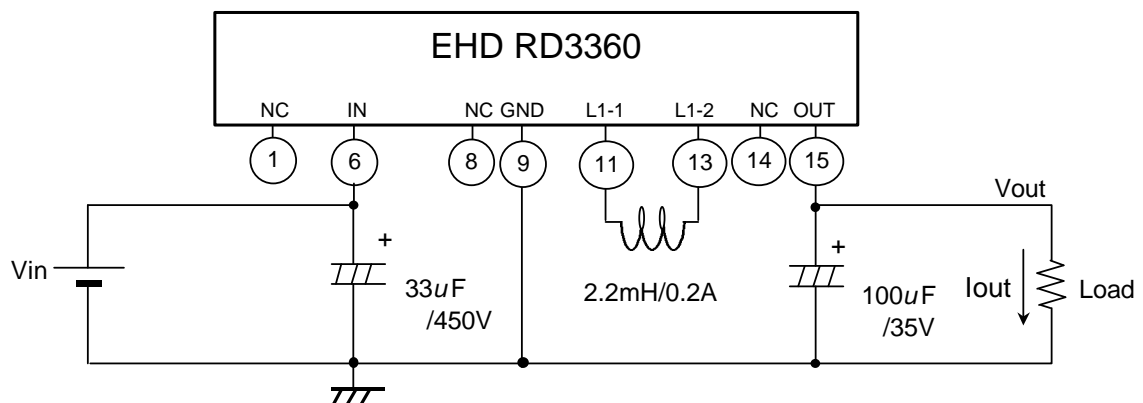 EHD RD3360
NC IN NC GND L1-1 L1-2 NC OUT
1 6 8 9 11 13 14 15
Vout
+ +
Vin
33uF
/450V
2.2mH/0.2A
100uF
/35V
Iout
Load